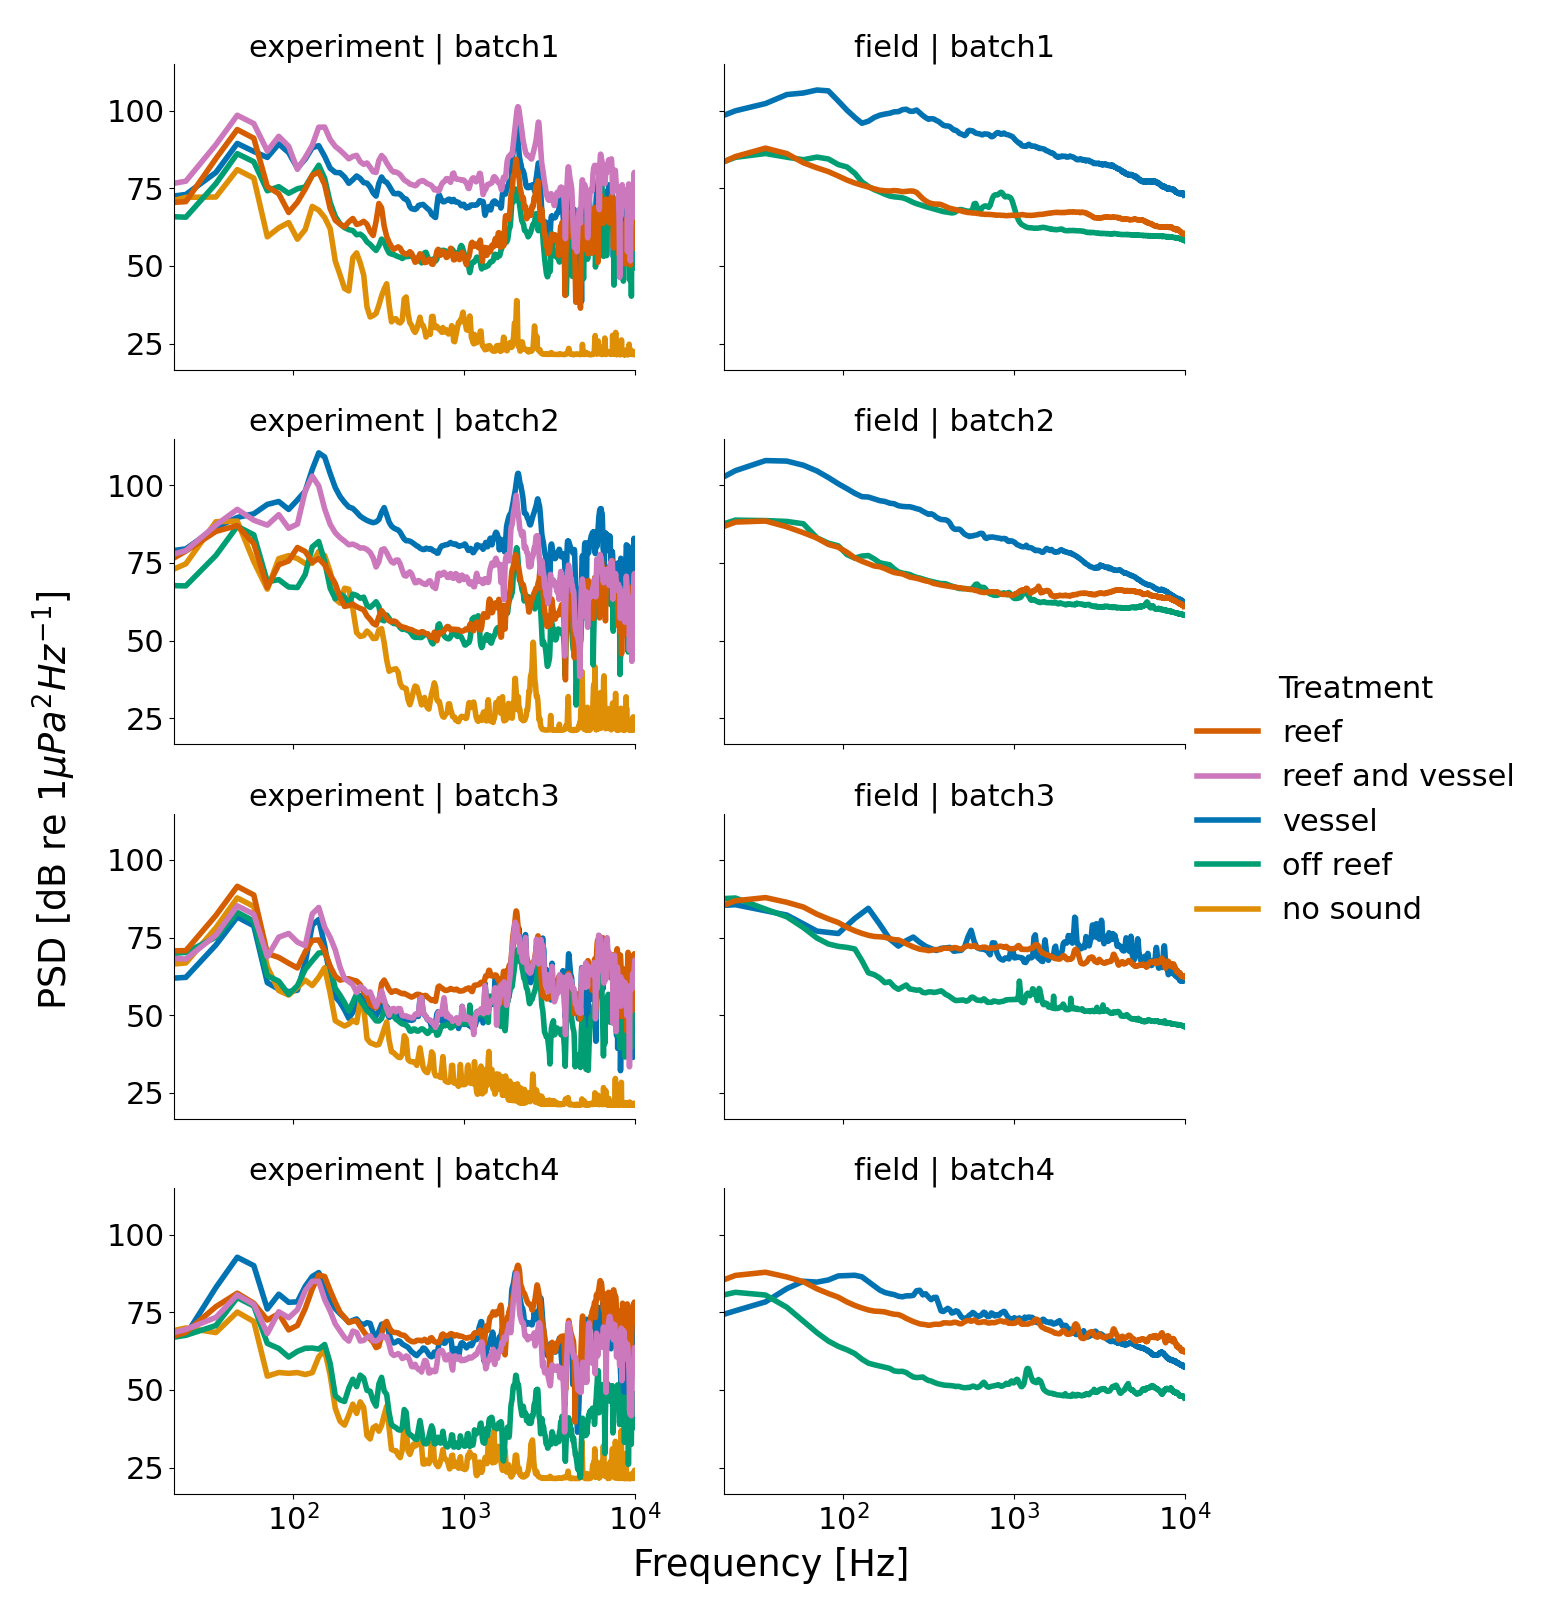 experiment | batch1
field | batch1
100
75
50
25
experiment | batch2
field | batch2
100
75
50
25
experiment | batch3
field | batch3
100
75
50
25
experiment | batch4
field | batch4
100
75
50
25
10² 10³ 10⁴
10² 10³ 10⁴
Frequency [Hz]
PSD [dB re 1μPa²Hz⁻¹]
Treatment
reef
reef and vessel
vessel
off reef
no sound